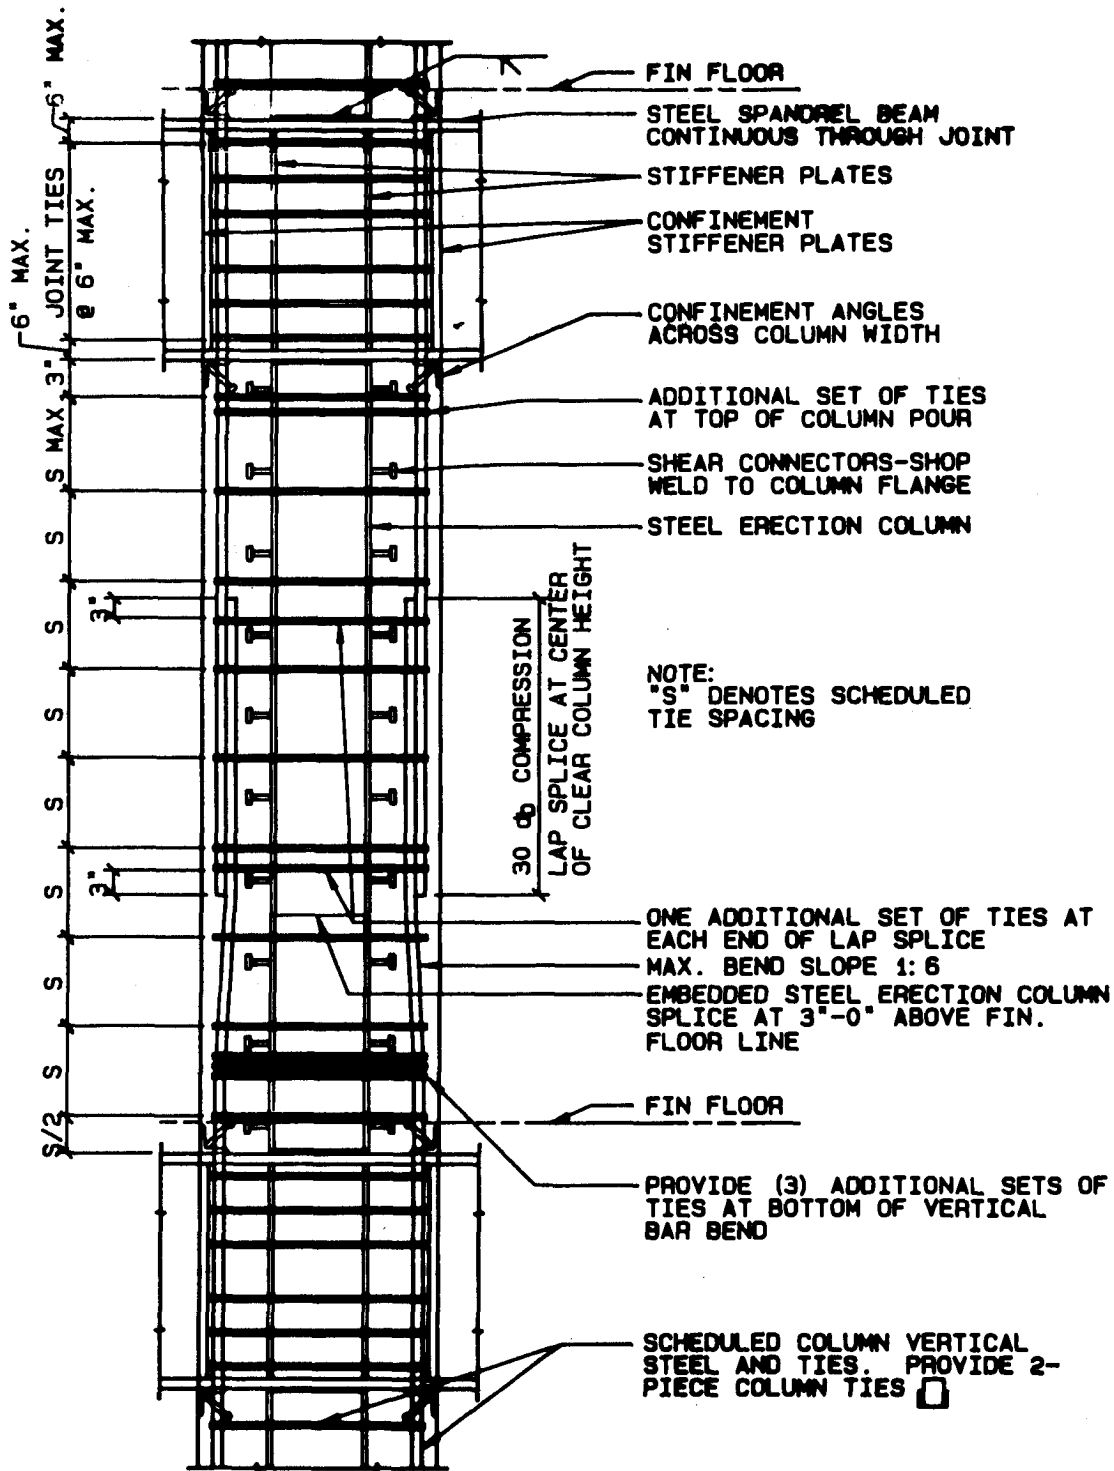 FIN FLOOR
STEEL SPANDREL BEAM
CONTINUOUS THROUGH JOINT
STIFFENER PLATES
CONFINEMENT
STIFFENER PLATES
CONFINEMENT ANGLES
ACROSS COLUMN WIDTH
ADDITIONAL SET OF TIES
AT TOP OF COLUMN POUR
SHEAR CONNECTORS-SHOP
WELD TO COLUMN FLANGE
STEEL ERECTION COLUMN
NOTE:
"S" DENOTES SCHEDULED
TIE SPACING
ONE ADDITIONAL SET OF TIES AT
EACH END OF LAP SPLICE
MAX. BEND SLOPE 1:6
EMBEDDED STEEL ERECTION COLUMN
SPLICE AT 3"-0" ABOVE FIN.
FLOOR LINE
FIN FLOOR
PROVIDE (3) ADDITIONAL SETS OF
TIES AT BOTTOM OF VERTICAL
BAR BEND
SCHEDULED COLUMN VERTICAL
STEEL AND TIES. PROVIDE 2-
PIECE COLUMN TIES
6" MAX.
JOINT TIES
@ 6" MAX.
6" MAX.
3"
S MAX
S
S
S
S
S
S
S
S/2
3"
3"
30 db COMPRESSION
LAP SPLICE AT CENTER
OF CLEAR COLUMN HEIGHT